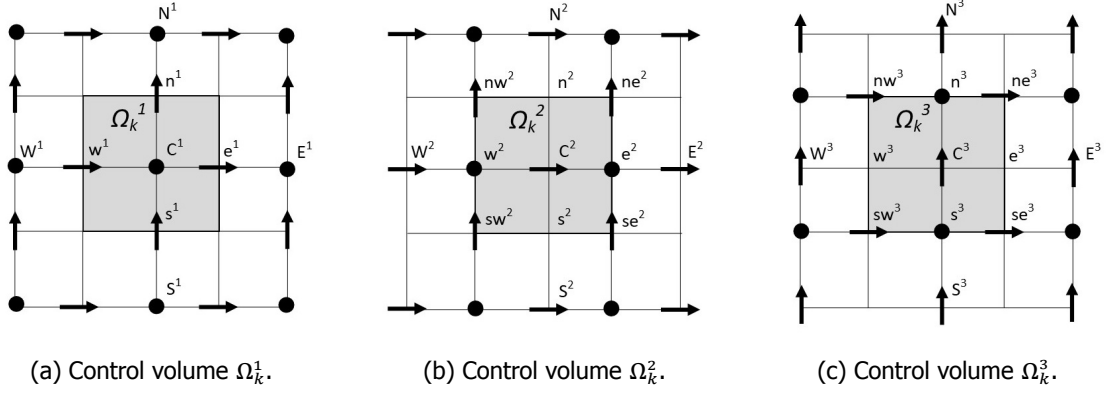 N¹ N² N³
n¹ nw² n² ne² nw³ n³ ne³
Ωₖ¹ Ωₖ² Ωₖ³
W¹ w¹ C¹ e¹ E¹ W² w² C² e² E² W³ w³ C³ e³ E³
s¹ sw² s² se² sw³ s³ se³
S¹ S² S³
(a) Control volume Ωₖ¹. (b) Control volume Ωₖ². (c) Control volume Ωₖ³.